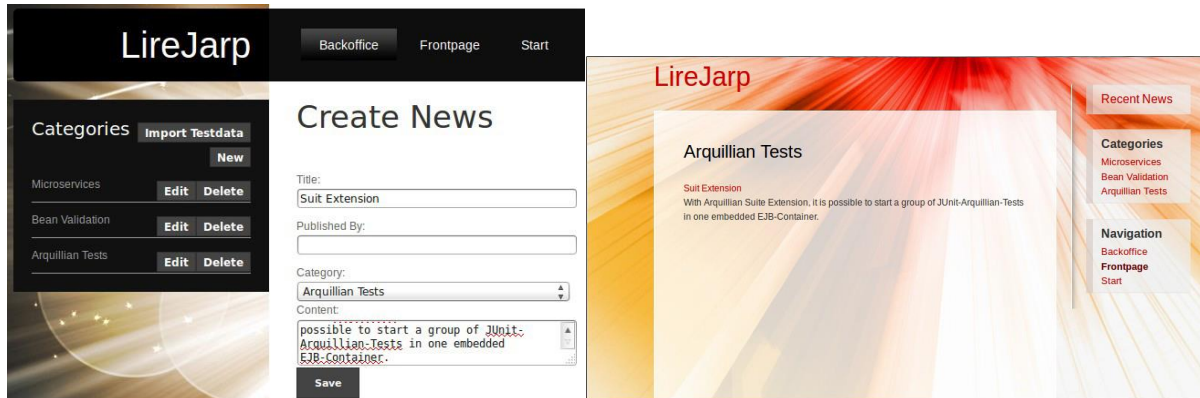 LireJarp
Backoffice Frontpage Start
Categories Import Testdata
New
Microservices Edit Delete
Bean Validation Edit Delete
Arquillian Tests Edit Delete
Create News
Title:
Suit Extension
Published By:
Category:
Arquillian Tests
Content:
possible to start a group of JUnit-
Arquillian-Tests in one embedded
EJB-Container.
Save
LireJarp
Arquillian Tests
Suit Extension
With Arquillian Suite Extension, it is possible to start a group of JUnit-Arquillian-Tests
in one embedded EJB-Container.
Recent News
Categories
Microservices
Bean Validation
Arquillian Tests
Navigation
Backoffice
Frontpage
Start